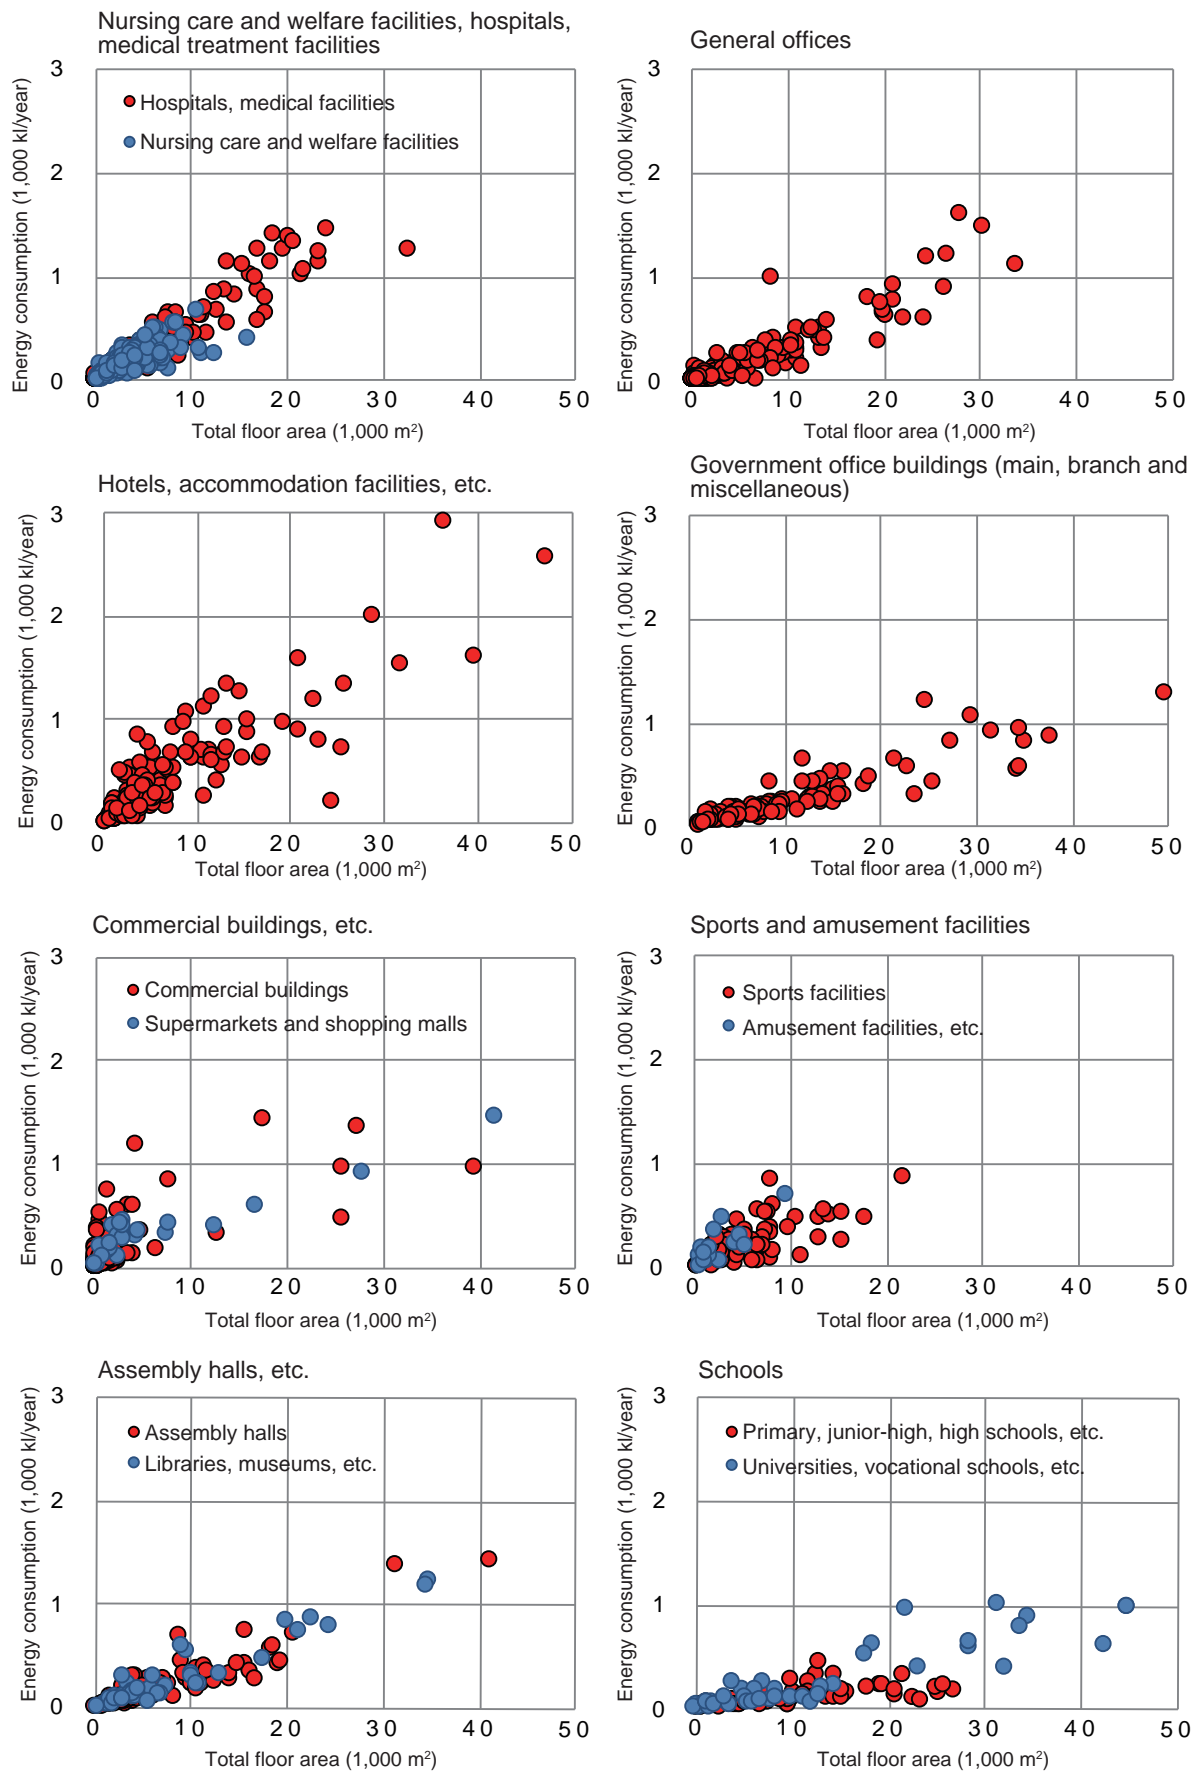 Nursing care and welfare facilities, hospitals,
medical treatment facilities
Energy consumption (1,000 kl/year)
3
2
1
0
Hospitals, medical facilities
Nursing care and welfare facilities
0 10 20 30 40 50
Total floor area (1,000 m²)
General offices
Energy consumption (1,000 kl/year)
3
2
1
0
0 10 20 30 40 50
Total floor area (1,000 m²)
Hotels, accommodation facilities, etc.
Energy consumption (1,000 kl/year)
3
2
1
0
0 10 20 30 40 50
Total floor area (1,000 m²)
Government office buildings (main, branch and
miscellaneous)
Energy consumption (1,000 kl/year)
3
2
1
0
0 10 20 30 40 50
Total floor area (1,000 m²)
Commercial buildings, etc.
Energy consumption (1,000 kl/year)
3
2
1
0
Commercial buildings
Supermarkets and shopping malls
0 10 20 30 40 50
Total floor area (1,000 m²)
Sports and amusement facilities
Energy consumption (1,000 kl/year)
3
2
1
0
Sports facilities
Amusement facilities, etc.
0 10 20 30 40 50
Total floor area (1,000 m²)
Assembly halls, etc.
Energy consumption (1,000 kl/year)
3
2
1
0
Assembly halls
Libraries, museums, etc.
0 10 20 30 40 50
Total floor area (1,000 m²)
Schools
Energy consumption (1,000 kl/year)
3
2
1
0
Primary, junior-high, high schools, etc.
Universities, vocational schools, etc.
0 10 20 30 40 50
Total floor area (1,000 m²)